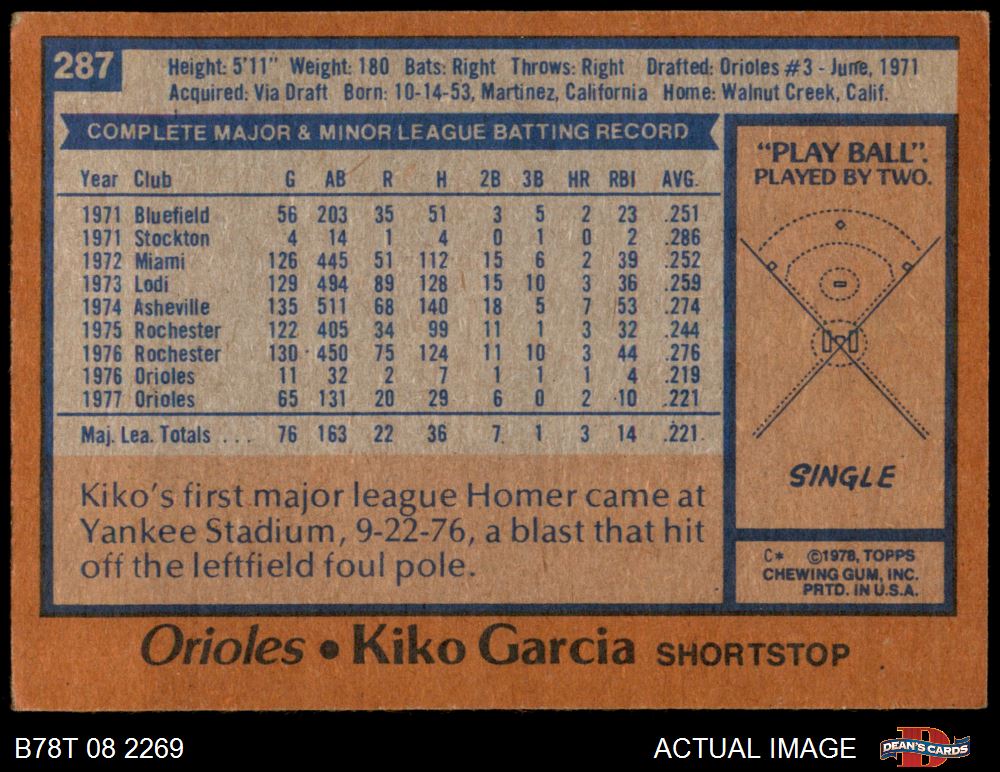 287
Height: 5'11" Weight: 180 Bats: Right Throws: Right Drafted: Orioles #3 - June, 1971
Acquired: Via Draft Born: 10-14-53, Martinez, California Home: Walnut Creek, Calif.
COMPLETE MAJOR & MINOR LEAGUE BATTING RECORD
Year Club G AB R H 2B 3B HR RBI AVG.
1971 Bluefield 56 203 35 51 3 5 2 23 .251
1971 Stockton 4 14 1 4 0 1 0 2 .286
1972 Miami 126 445 51 112 15 6 2 39 .252
1973 Lodi 129 494 89 128 15 10 3 36 .259
1974 Asheville 135 511 68 140 18 5 7 53 .274
1975 Rochester 122 405 34 99 11 1 3 32 .244
1976 Rochester 130 450 75 124 11 10 3 44 .276
1976 Orioles 11 32 2 7 1 1 1 4 .219
1977 Orioles 65 131 20 29 6 0 2 10 .221
Maj. Lea. Totals . . . 76 163 22 36 7 1 3 14 .221
Kiko's first major league Homer came at
Yankee Stadium, 9-22-76, a blast that hit
off the leftfield foul pole.
"PLAY BALL".
PLAYED BY TWO.
SINGLE
C* ©1978, TOPPS
CHEWING GUM, INC.
PRTD. IN U.S.A.
Orioles • Kiko Garcia SHORTSTOP
B78T 08 2269
ACTUAL IMAGE
DEAN'S CARDS